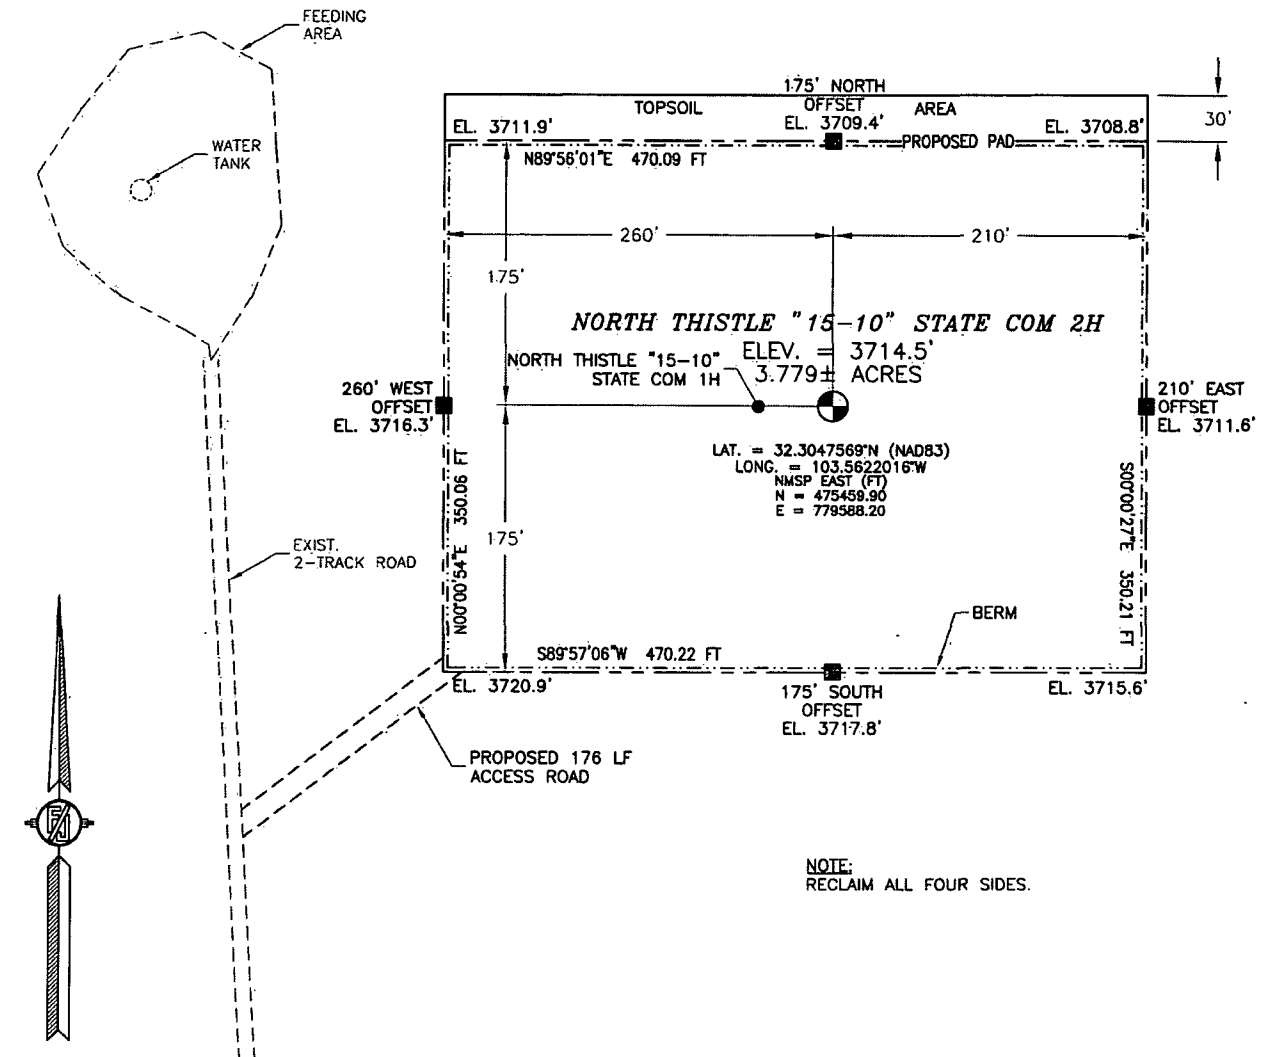 FEEDING
AREA
WATER
TANK
175' NORTH
OFFSET
EL. 3709.4'
TOPSOIL
AREA
30'
EL. 3711.9'
EL. 3708.8'
PROPOSED PAD
N89°56'01"E 470.09 FT
260'
210'
175'
NORTH THISTLE "15-10" STATE COM 2H
ELEV. = 3714.5'
3.779± ACRES
NORTH THISTLE "15-10"
STATE COM 1H
260' WEST
OFFSET
EL. 3716.3'
210' EAST
OFFSET
EL. 3711.6'
LAT. = 32.3047569°N (NAD83)
LONG. = 103.5622016°W
NMSP EAST (FT)
N = 475459.90
E = 779588.20
N00°00'54"E 350.06 FT
S00°00'27"E 350.21 FT
175'
EXIST.
2-TRACK ROAD
BERM
S89°57'06"W 470.22 FT
EL. 3720.9'
EL. 3715.6'
175' SOUTH
OFFSET
EL. 3717.8'
PROPOSED 176 LF
ACCESS ROAD
NOTE:
RECLAIM ALL FOUR SIDES.